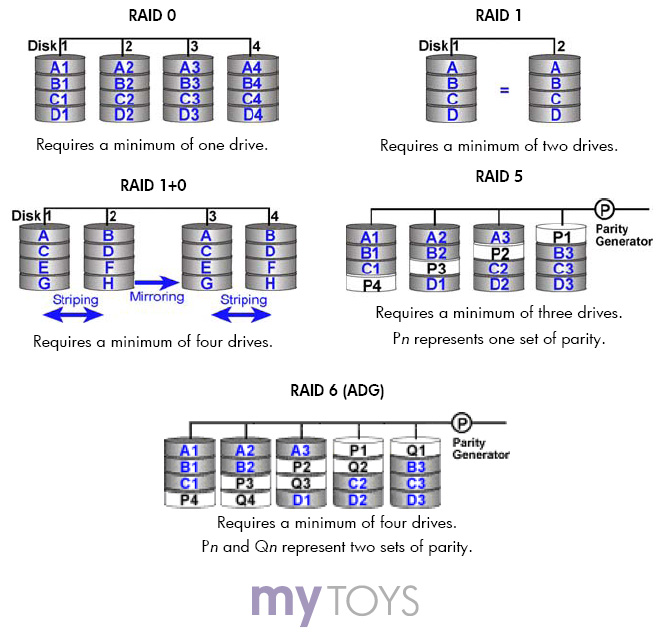 RAID 0
Disk 1 2 3 4
A1 A2 A3 A4
B1 B2 B3 B4
C1 C2 C3 C4
D1 D2 D3 D4
Requires a minimum of one drive.
RAID 1
Disk 1 2
A A
B B
C = C
D D
Requires a minimum of two drives.
RAID 1+0
Disk 1 2 3 4
A B A B
C D C D
E F E F
G H G H
Striping Mirroring Striping
Requires a minimum of four drives.
RAID 5
P
Parity
Generator
A1 A2 A3 P1
B1 B2 P2 B3
C1 P3 C2 C3
P4 D1 D2 D3
Requires a minimum of three drives.
Pn represents one set of parity.
RAID 6 (ADG)
P
Parity
Generator
A1 A2 A3 P1 Q1
B1 B2 P2 Q2 B3
C1 P3 Q3 C2 C3
P4 Q4 D1 D2 D3
Requires a minimum of four drives.
Pn and Qn represent two sets of parity.
my TOYS